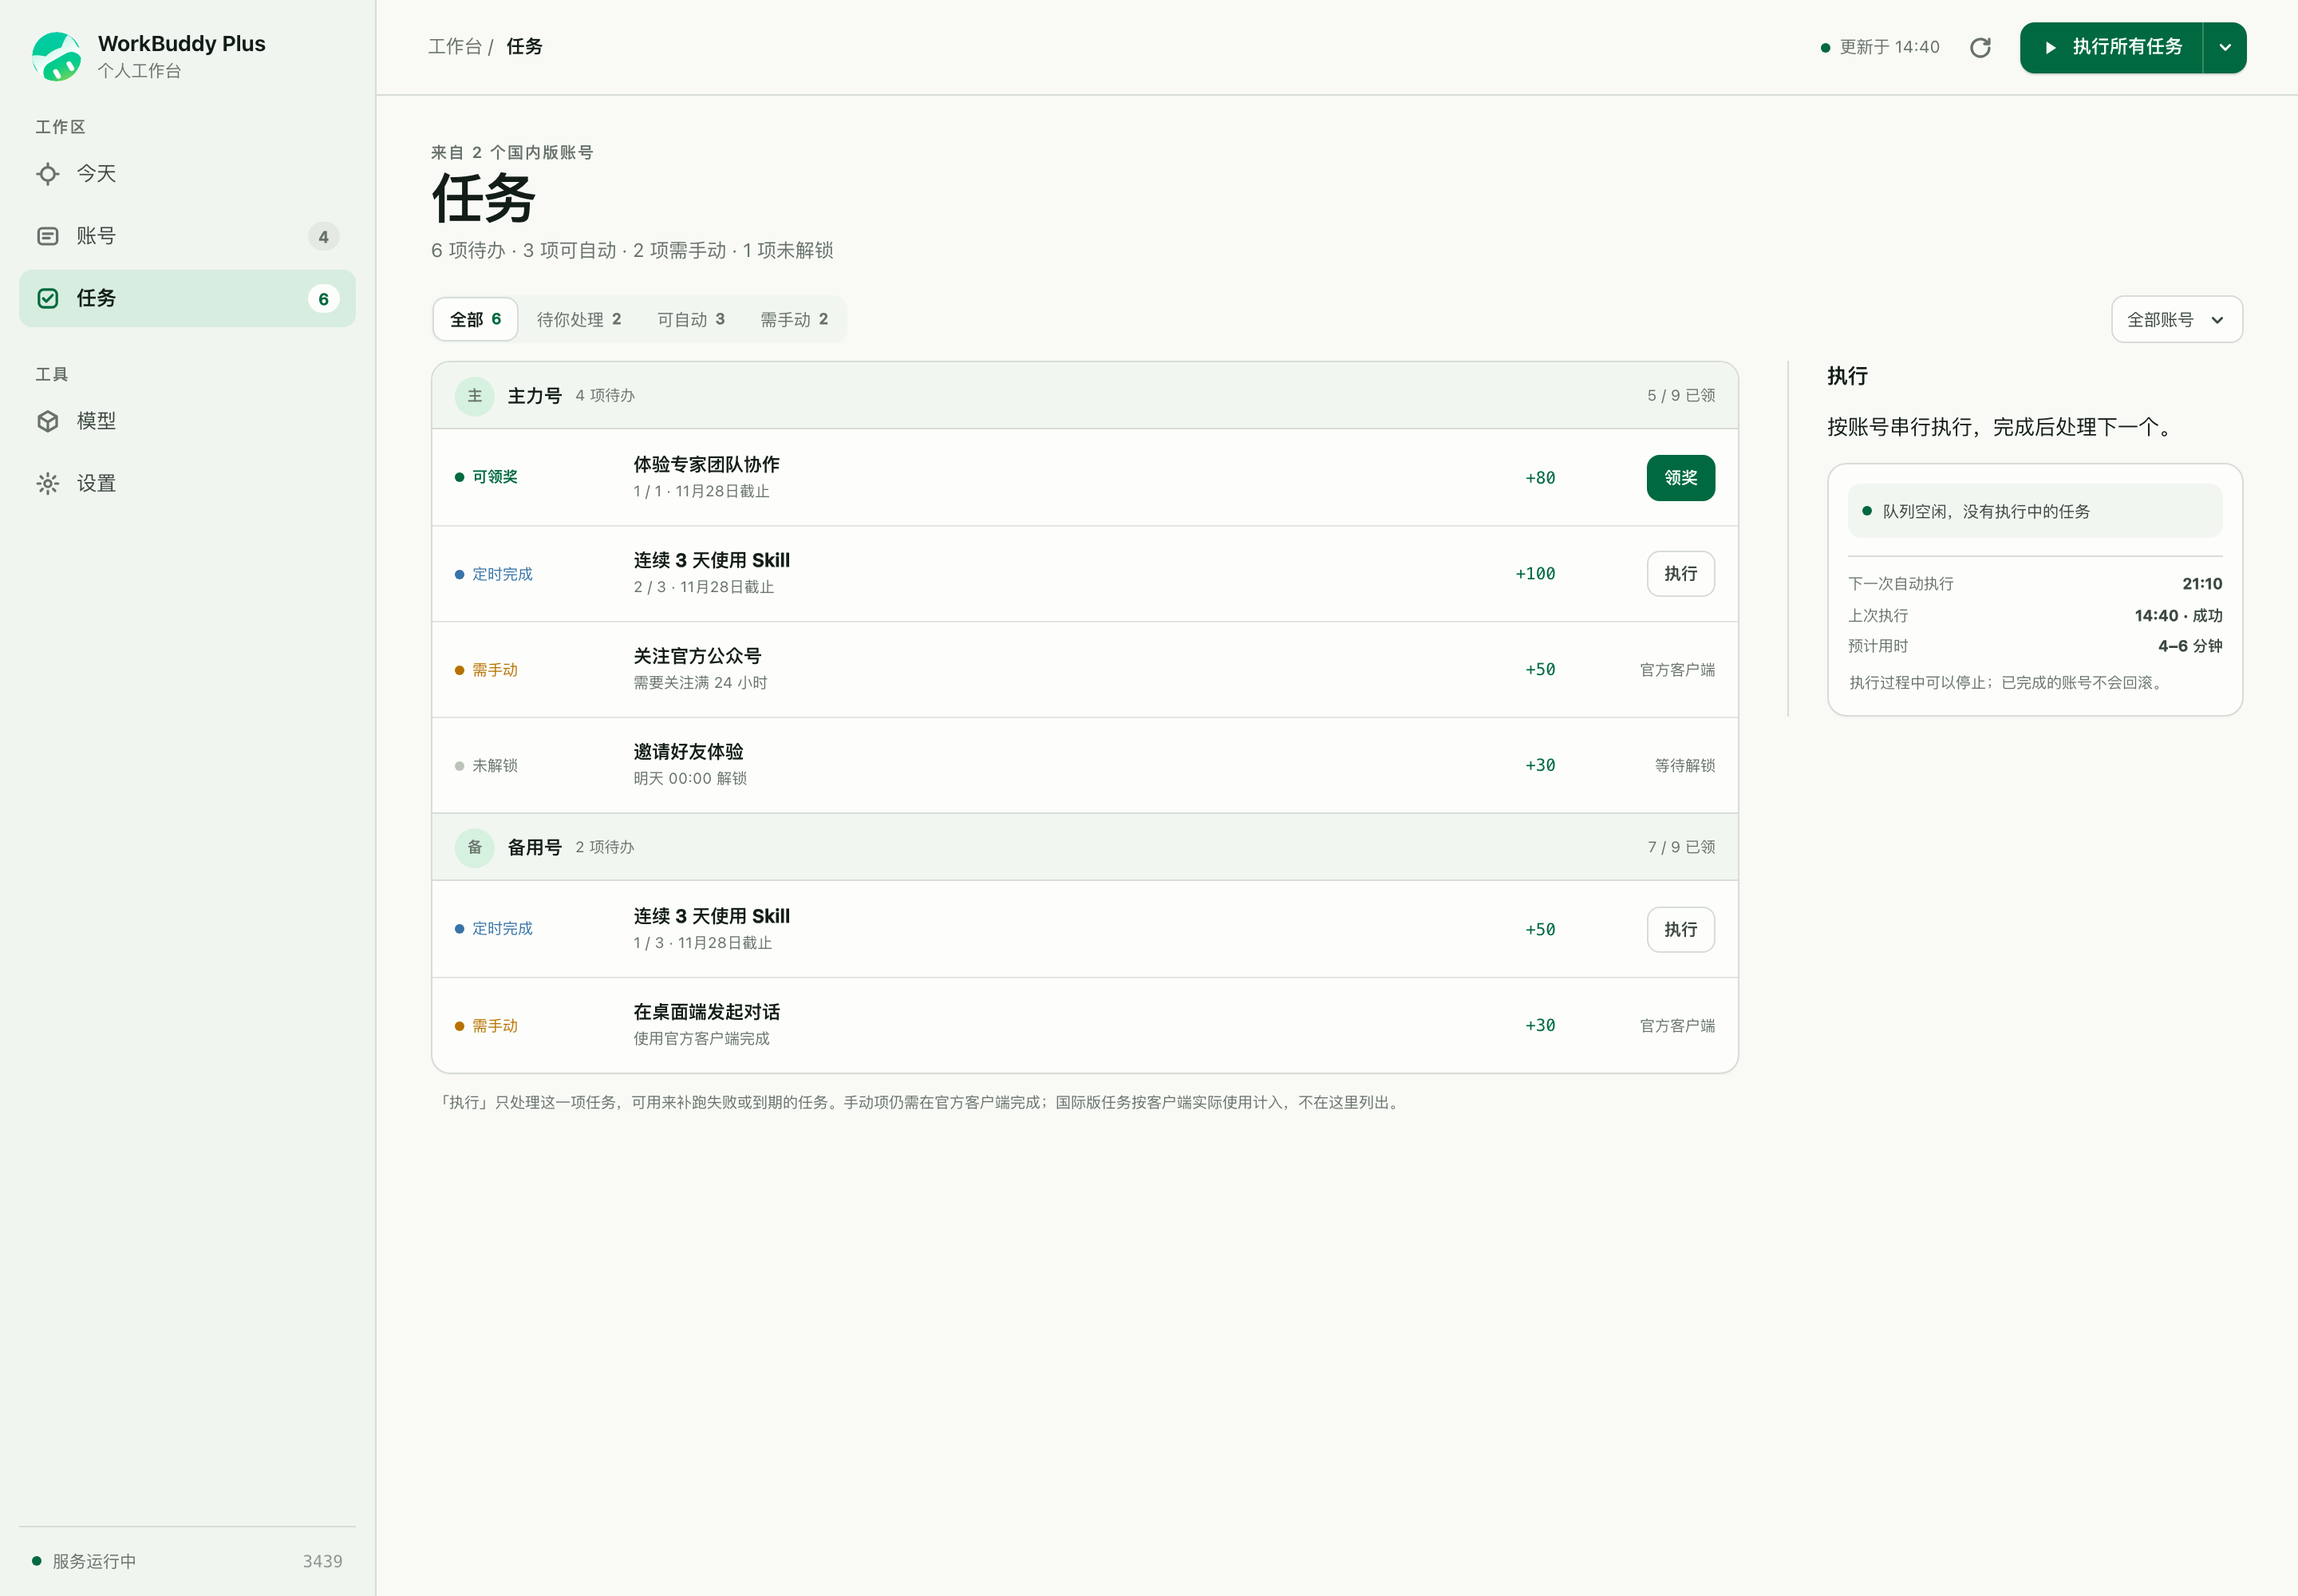 WorkBuddy Plus
个人工作台
工作区
今天
账号 4
任务 6
工具
模型
设置
服务运行中 3439
工作台 / 任务
更新于 14:40
执行所有任务
来自 2 个国内版账号
任务
6 项待办 · 3 项可自动 · 2 项需手动 · 1 项未解锁
全部 6 待你处理 2 可自动 3 需手动 2
全部账号
主 主力号 4 项待办 5 / 9 已领
可领奖 体验专家团队协作 +80 领奖
1 / 1 · 11月28日截止
定时完成 连续 3 天使用 Skill +100 执行
2 / 3 · 11月28日截止
需手动 关注官方公众号 +50 官方客户端
需要关注满 24 小时
未解锁 邀请好友体验 +30 等待解锁
明天 00:00 解锁
备 备用号 2 项待办 7 / 9 已领
定时完成 连续 3 天使用 Skill +50 执行
1 / 3 · 11月28日截止
需手动 在桌面端发起对话 +30 官方客户端
使用官方客户端完成
「执行」只处理这一项任务，可用来补跑失败或到期的任务。手动项仍需在官方客户端完成；国际版任务按客户端实际使用计入，不在这里列出。
执行
按账号串行执行，完成后处理下一个。
队列空闲，没有执行中的任务
下一次自动执行 21:10
上次执行 14:40 · 成功
预计用时 4–6 分钟
执行过程中可以停止；已完成的账号不会回滚。